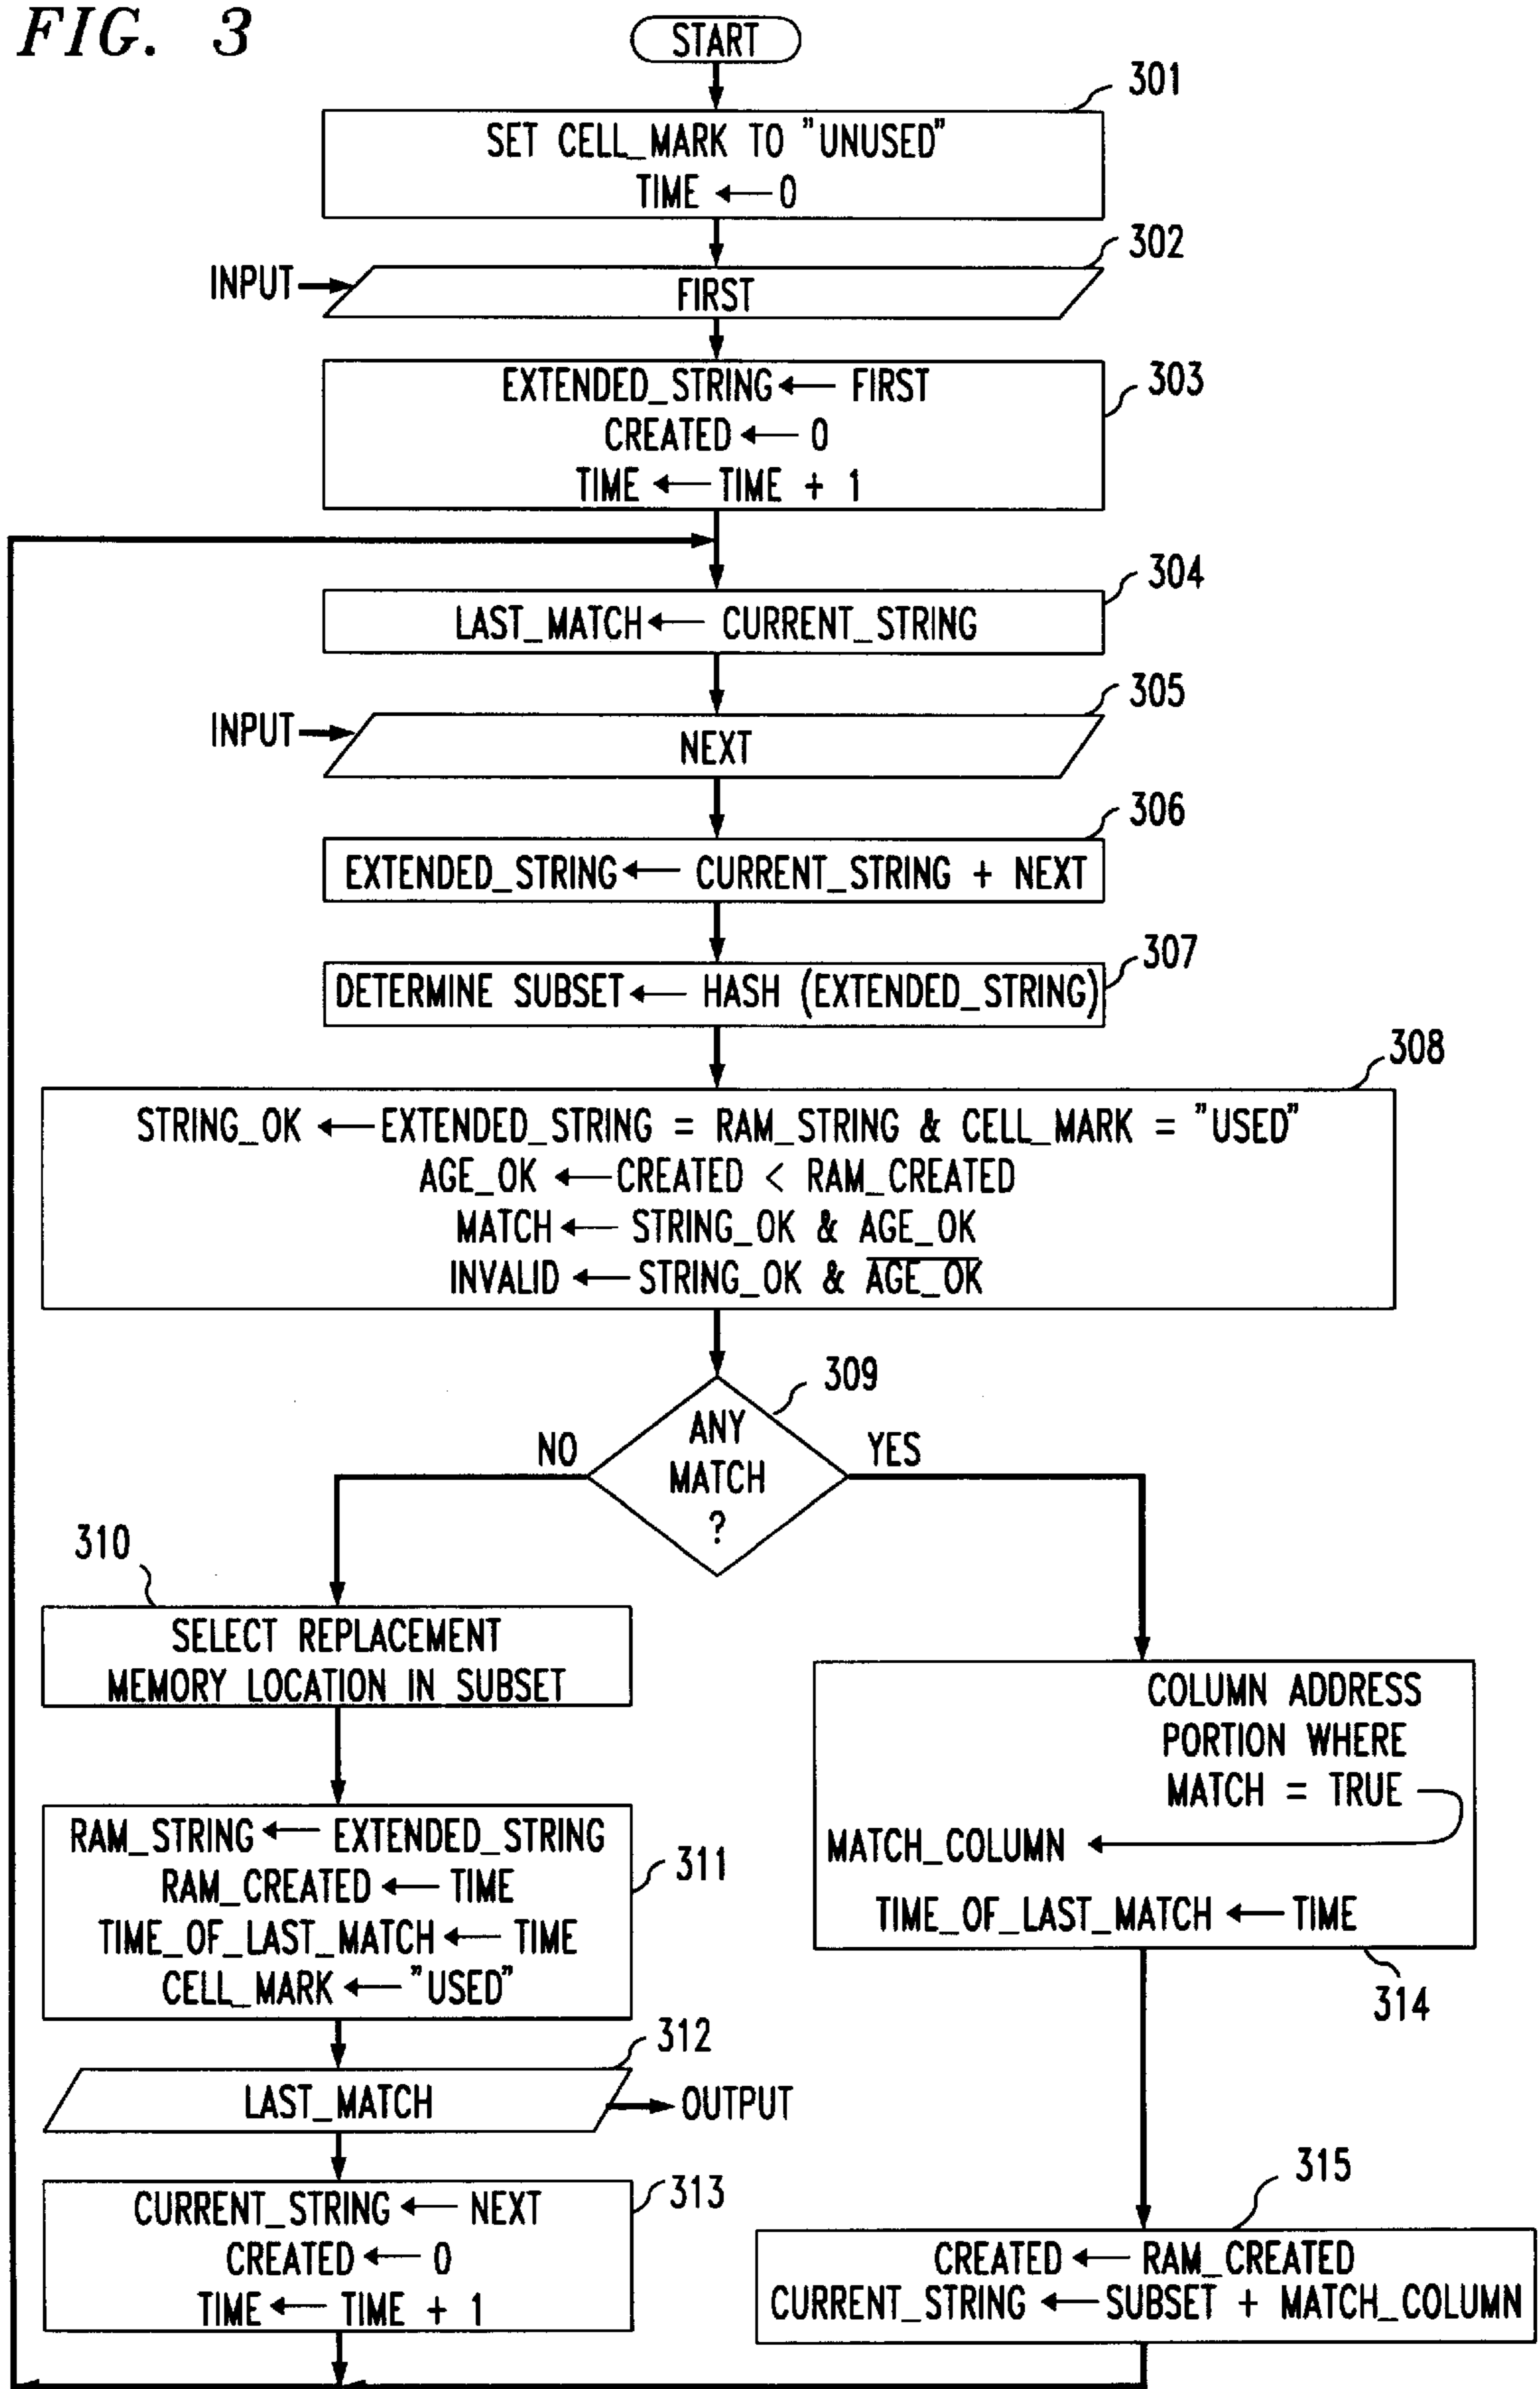 FIG. 3
START
301
SET CELL_MARK TO "UNUSED"
TIME ← 0
302
INPUT
FIRST
303
EXTENDED_STRING ← FIRST
CREATED ← 0
TIME ← TIME + 1
304
LAST_MATCH ← CURRENT_STRING
305
INPUT
NEXT
306
EXTENDED_STRING ← CURRENT_STRING + NEXT
307
DETERMINE SUBSET ← HASH (EXTENDED_STRING)
308
STRING_OK ← EXTENDED_STRING = RAM_STRING & CELL_MARK = "USED"
AGE_OK ← CREATED < RAM_CREATED
MATCH ← STRING_OK & AGE_OK
INVALID ← STRING_OK & A̅G̅E̅_̅O̅K̅
309
ANY
MATCH
?
NO
YES
310
SELECT REPLACEMENT
MEMORY LOCATION IN SUBSET
311
RAM_STRING ← EXTENDED_STRING
RAM_CREATED ← TIME
TIME_OF_LAST_MATCH ← TIME
CELL_MARK ← "USED"
312
LAST_MATCH
OUTPUT
313
CURRENT_STRING ← NEXT
CREATED ← 0
TIME ← TIME + 1
COLUMN ADDRESS
PORTION WHERE
MATCH = TRUE
MATCH_COLUMN ←
TIME_OF_LAST_MATCH ← TIME
314
315
CREATED ← RAM_CREATED
CURRENT_STRING ← SUBSET + MATCH_COLUMN